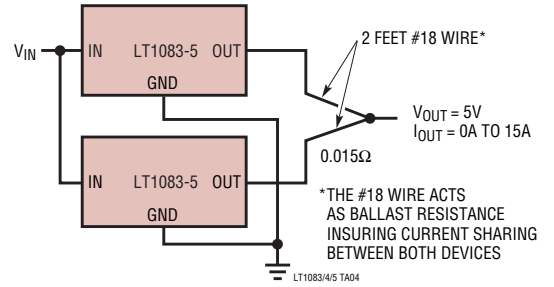 V_IN
IN LT1083-5 OUT
GND
2 FEET #18 WIRE*
V_OUT = 5V
I_OUT = 0A TO 15A
0.015Ω
IN LT1083-5 OUT
GND
*THE #18 WIRE ACTS
AS BALLAST RESISTANCE
INSURING CURRENT SHARING
BETWEEN BOTH DEVICES
LT1083/4/5 TA04